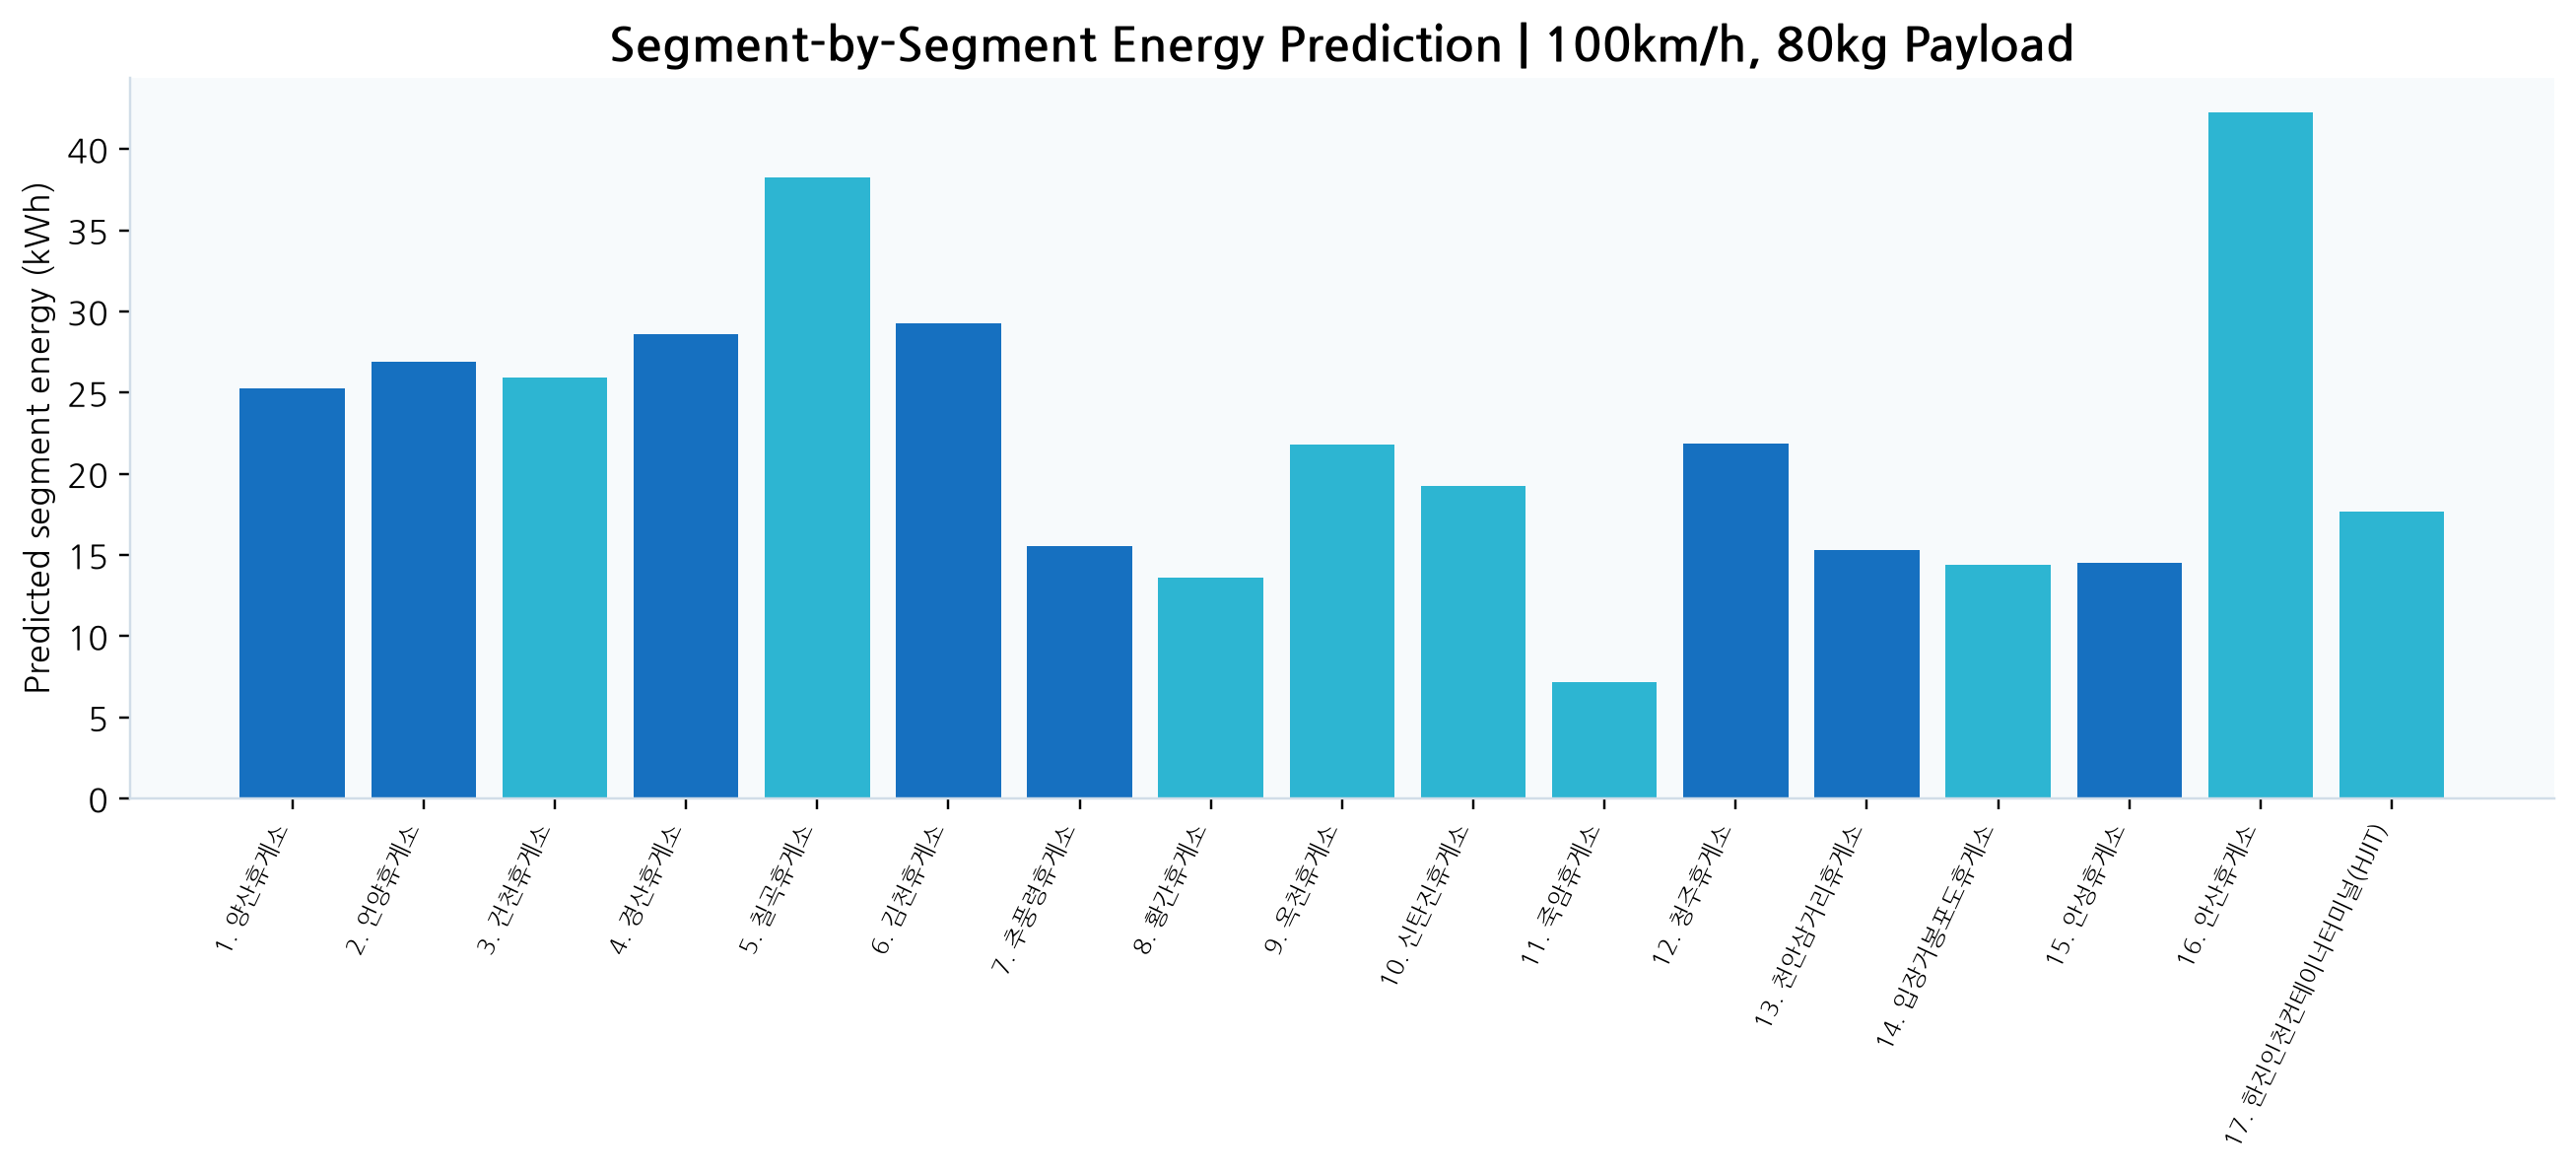 Segment-by-Segment Energy Prediction | 100km/h, 80kg Payload
Predicted segment energy (kWh)
40
35
30
25
20
15
10
5
0
1. 양산휴게소
2. 언양휴게소
3. 건천휴게소
4. 경산휴게소
5. 칠곡휴게소
6. 김천휴게소
7. 추풍령휴게소
8. 황간휴게소
9. 옥천휴게소
10. 신탄진휴게소
11. 죽암휴게소
12. 청주휴게소
13. 천안삼거리휴게소
14. 입장거봉포도휴게소
15. 안성휴게소
16. 안산휴게소
17. 한진인천컨테이너터미널(HJIT)